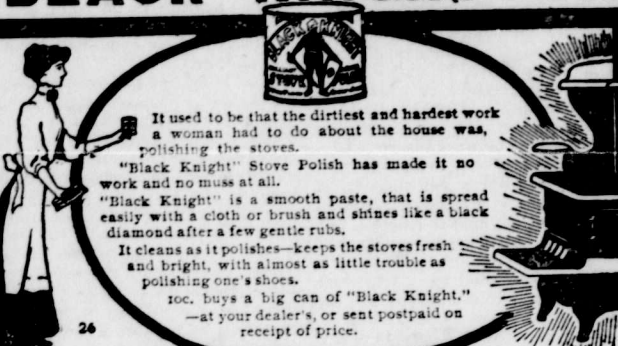 BLACK
BLACK KNIGHT
STOVE
It used to be that the dirtiest and hardest work
a woman had to do about the house was,
polishing the stoves.
"Black Knight" Stove Polish has made it no
work and no muss at all.
"Black Knight" is a smooth paste, that is spread
easily with a cloth or brush and shines like a black
diamond after a few gentle rubs.
It cleans as it polishes—keeps the stoves fresh
and bright, with almost as little trouble as
polishing one's shoes.
10c. buys a big can of "Black Knight."
—at your dealer's, or sent postpaid on
receipt of price.
26